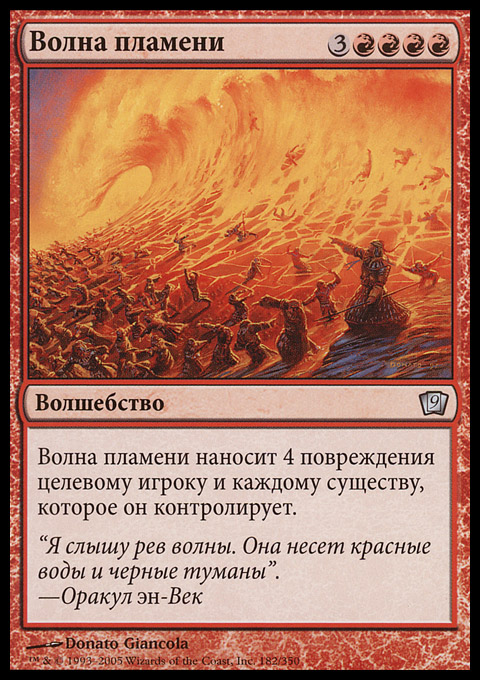 Волна пламени 3
Волшебство 9
Волна пламени наносит 4 повреждения
целевому игроку и каждому существу,
которое он контролирует.
“Я слышу рев волны. Она несет красные
воды и черные туманы”.
—Оракул эн-Век
Donato Giancola
™ & © 1993-2005 Wizards of the Coast, Inc. 182/350